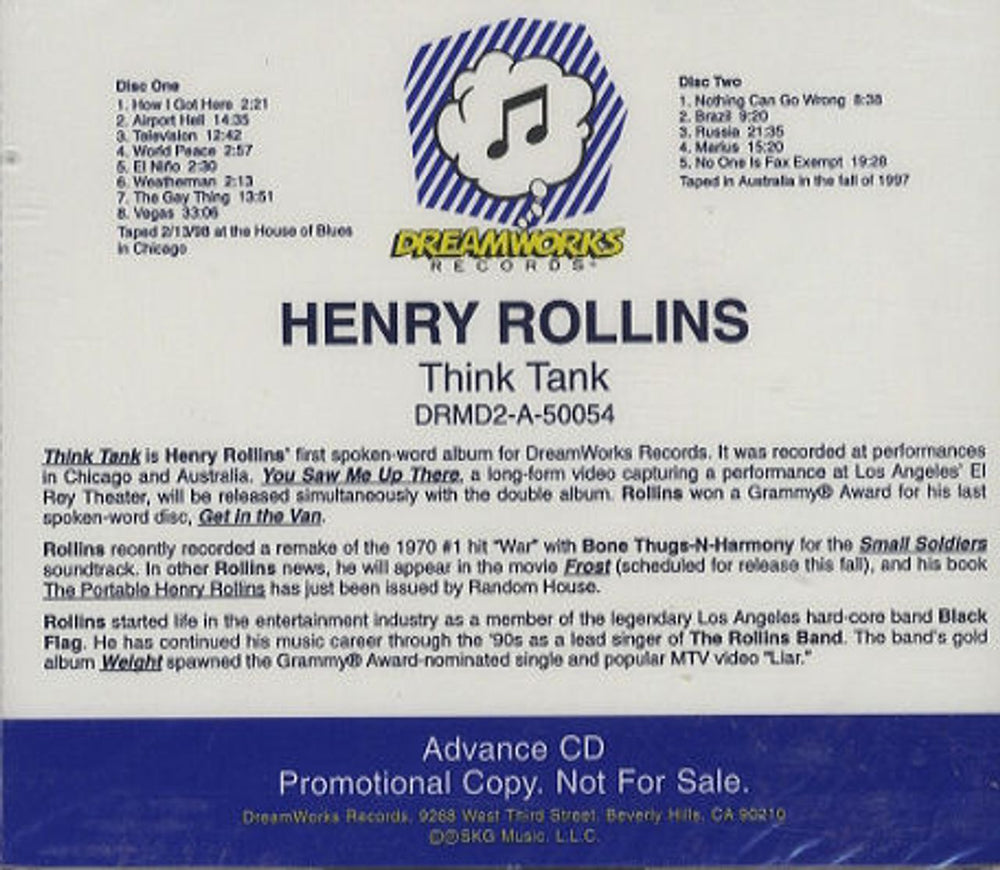 Disc One
1. How I Got Here 2:21
2. Airport Hell 14:35
3. Television 12:42
4. World Peace 2:57
5. El Niño 2:30
6. Weatherman 2:13
7. The Gay Thing 13:51
8. Vegas 33:06
Taped 2/13/98 at the House of Blues
in Chicago
Disc Two
1. Nothing Can Go Wrong 8:38
2. Brazil 9:20
3. Russia 21:35
4. Marius 15:20
5. No One Is Fax Exempt 19:28
Taped in Australia in the fall of 1997
DREAMWORKS
RECORDS
HENRY ROLLINS
Think Tank
DRMD2-A-50054
Think Tank is Henry Rollins' first spoken-word album for DreamWorks Records. It was recorded at performances
in Chicago and Australia. You Saw Me Up There, a long-form video capturing a performance at Los Angeles' El
Rey Theater, will be released simultaneously with the double album. Rollins won a Grammy® Award for his last
spoken-word disc, Get in the Van.
Rollins recently recorded a remake of the 1970 #1 hit "War" with Bone Thugs-N-Harmony for the Small Soldiers
soundtrack. In other Rollins news, he will appear in the movie Frost (scheduled for release this fall), and his book
The Portable Henry Rollins has just been issued by Random House.
Rollins started life in the entertainment industry as a member of the legendary Los Angeles hard-core band Black
Flag. He has continued his music career through the '90s as a lead singer of The Rollins Band. The band's gold
album Weight spawned the Grammy® Award-nominated single and popular MTV video "Liar."
Advance CD
Promotional Copy. Not For Sale.
DreamWorks Records, 9268 West Third Street, Beverly Hills, CA 90210
©℗SKG Music, L.L.C.